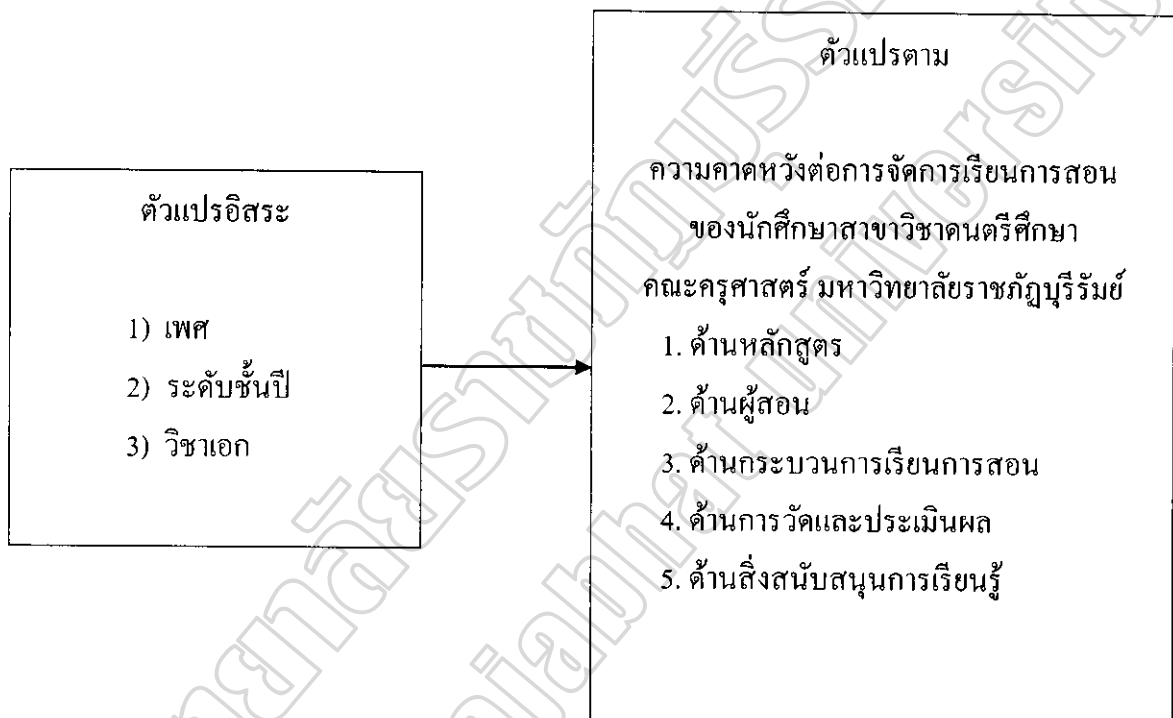 ตัวแปรอิสระ
1) เพศ
2) ระดับชั้นปี
3) วิชาเอก
ตัวแปรตาม
ความคาดหวังต่อการจัดการเรียนการสอน
ของนักศึกษาสาขาวิชาดนตรีศึกษา
คณะครุศาสตร์ มหาวิทยาลัยราชภัฏบุรีรัมย์
1. ด้านหลักสูตร
2. ด้านผู้สอน
3. ด้านกระบวนการเรียนการสอน
4. ด้านการวัดและประเมินผล
5. ด้านสิ่งสนับสนุนการเรียนรู้